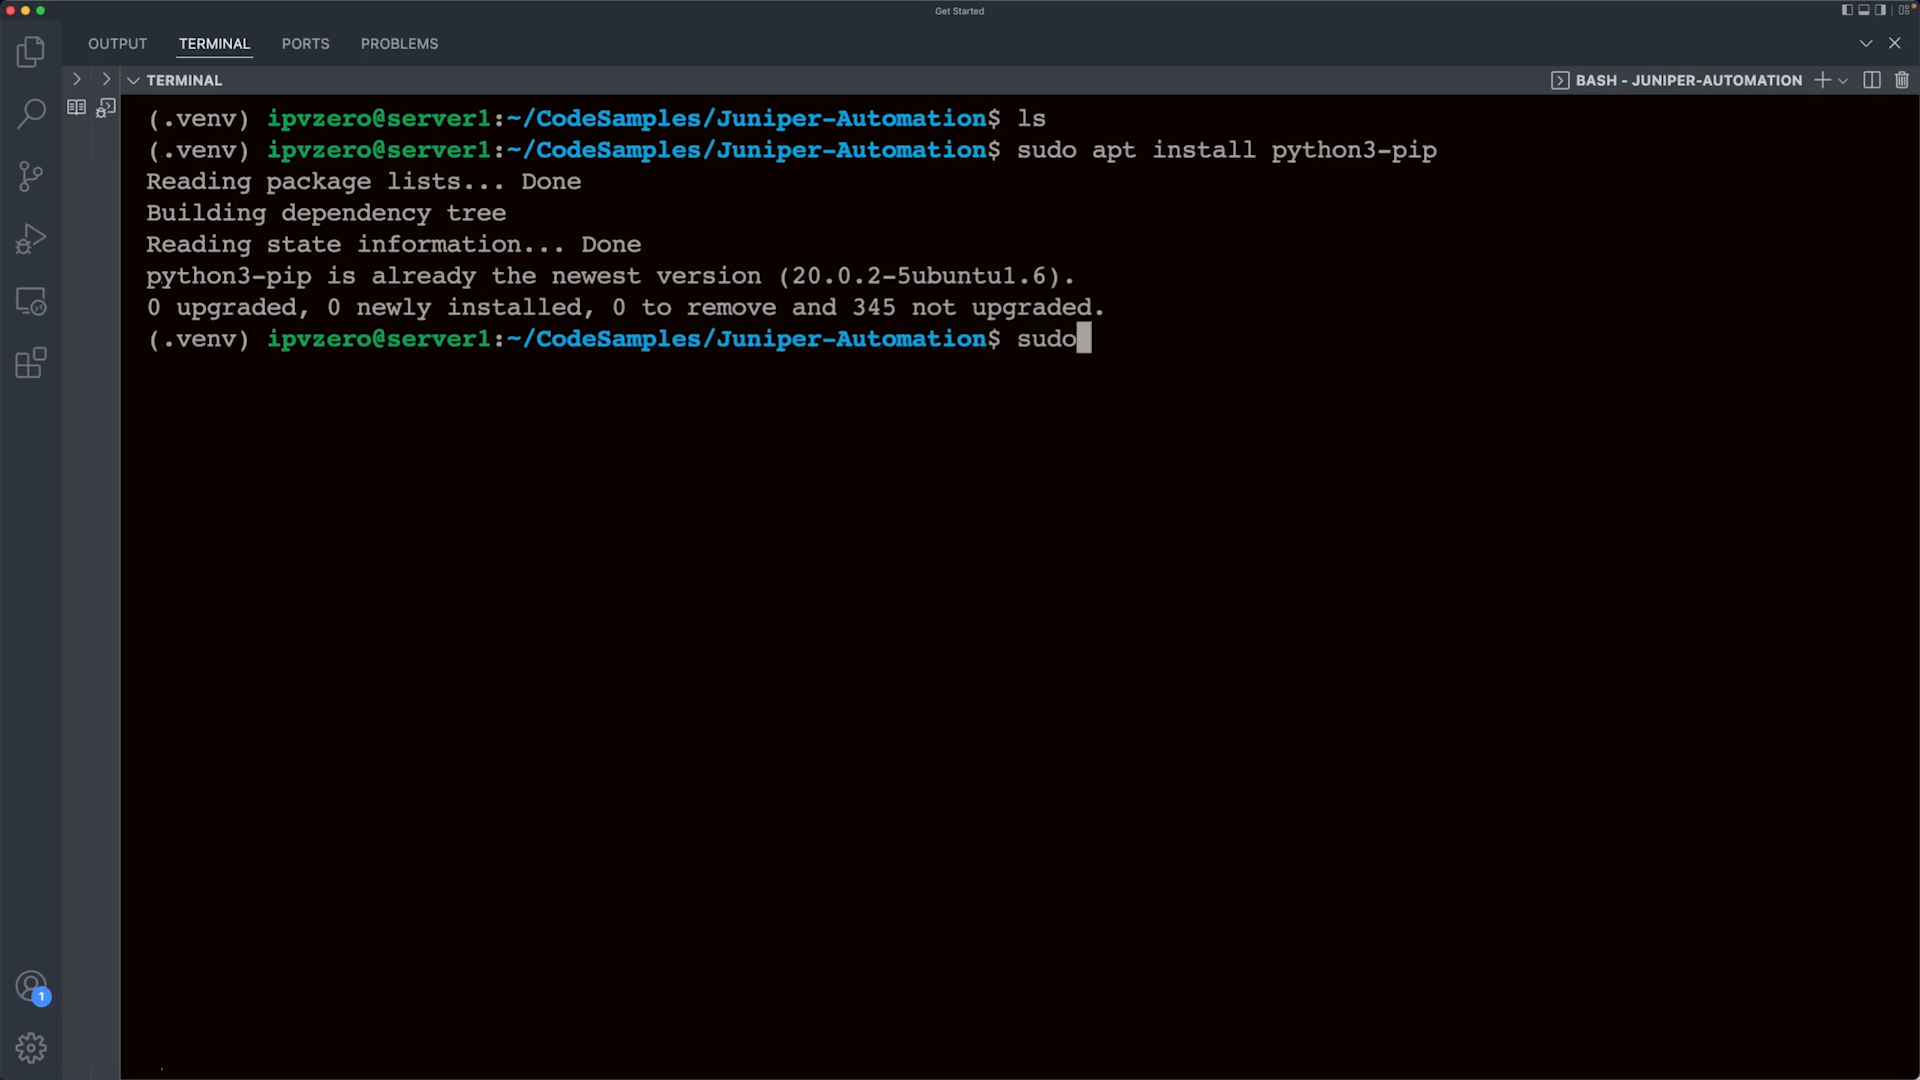 Get Started
OUTPUT TERMINAL PORTS PROBLEMS
TERMINAL BASH - JUNIPER-AUTOMATION
(.venv) ipvzero@server1:~/CodeSamples/Juniper-Automation$ ls
(.venv) ipvzero@server1:~/CodeSamples/Juniper-Automation$ sudo apt install python3-pip
Reading package lists... Done
Building dependency tree
Reading state information... Done
python3-pip is already the newest version (20.0.2-5ubuntu1.6).
0 upgraded, 0 newly installed, 0 to remove and 345 not upgraded.
(.venv) ipvzero@server1:~/CodeSamples/Juniper-Automation$ sudo
1